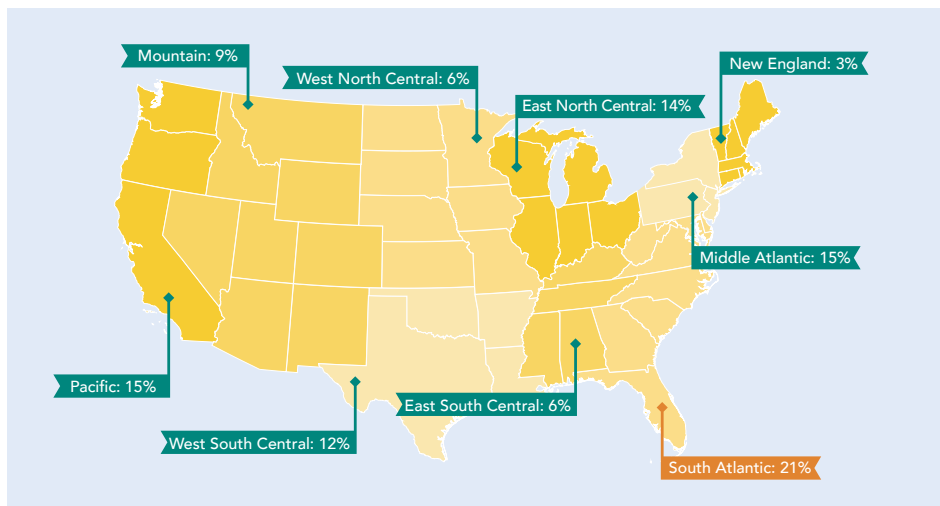 Mountain: 9%
New England: 3%
West North Central: 6%
East North Central: 14%
Middle Atlantic: 15%
Pacific: 15%
East South Central: 6%
West South Central: 12%
South Atlantic: 21%